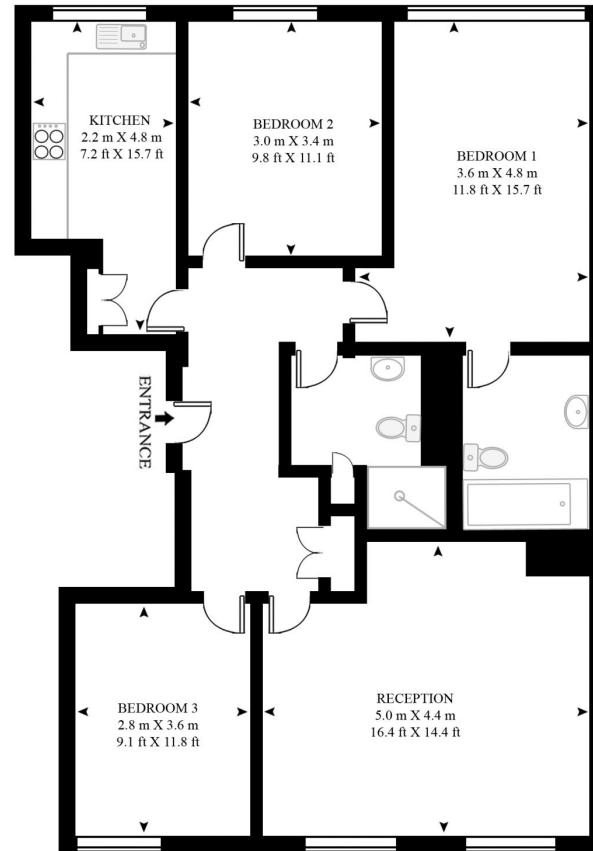 KITCHEN
2.2 m X 4.8 m
7.2 ft X 15.7 ft
BEDROOM 2
3.0 m X 3.4 m
9.8 ft X 11.1 ft
BEDROOM 1
3.6 m X 4.8 m
11.8 ft X 15.7 ft
ENTRANCE
BEDROOM 3
2.8 m X 3.6 m
9.1 ft X 11.8 ft
RECEPTION
5.0 m X 4.4 m
16.4 ft X 14.4 ft